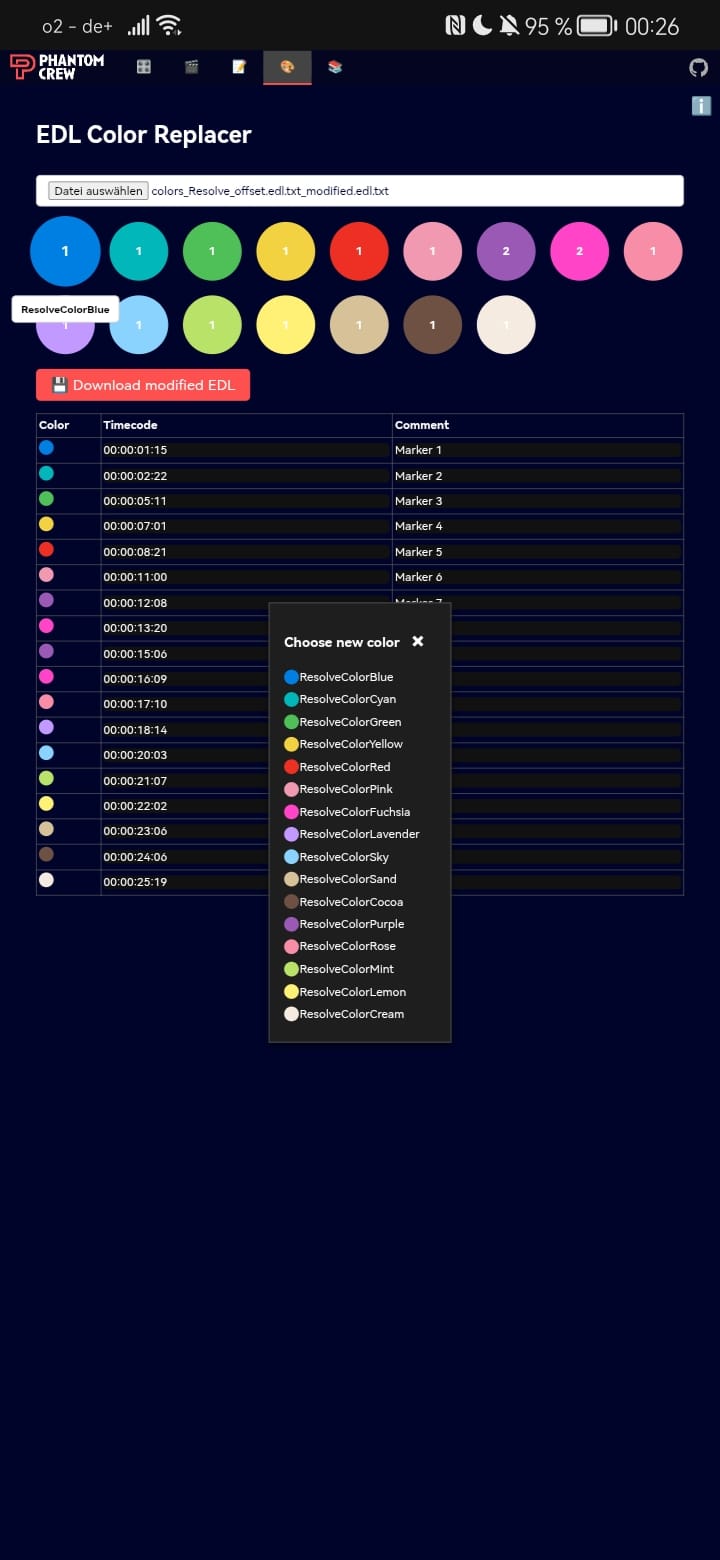 o2 – de+ 95 % 00:26
PHANTOM
CREW
EDL Color Replacer
Datei auswählen colors_Resolve_offset.edl.txt_modified.edl.txt
1 1 1 1 1 1 2 2 1
ResolveColorBlue
1 1 1 1 1 1 1
💾 Download modified EDL
Color Timecode Comment
00:00:01:15 Marker 1
00:00:02:22 Marker 2
00:00:05:11 Marker 3
00:00:07:01 Marker 4
00:00:08:21 Marker 5
00:00:11:00 Marker 6
00:00:12:08 Marker 7
00:00:13:20
00:00:15:06
00:00:16:09
00:00:17:10
00:00:18:14
00:00:20:03
00:00:21:07
00:00:22:02
00:00:23:06
00:00:24:06
00:00:25:19
Choose new color ✖
ResolveColorBlue
ResolveColorCyan
ResolveColorGreen
ResolveColorYellow
ResolveColorRed
ResolveColorPink
ResolveColorFuchsia
ResolveColorLavender
ResolveColorSky
ResolveColorSand
ResolveColorCocoa
ResolveColorPurple
ResolveColorRose
ResolveColorMint
ResolveColorLemon
ResolveColorCream